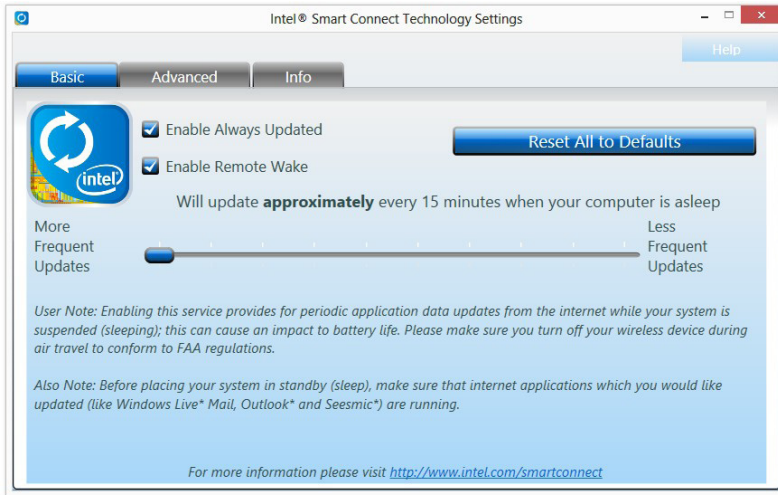 Intel® Smart Connect Technology Settings
Help
Basic
Advanced
Info
Enable Always Updated
Reset All to Defaults
Enable Remote Wake
(intel)
Will update approximately every 15 minutes when your computer is asleep
More
Frequent
Updates
Less
Frequent
Updates
User Note: Enabling this service provides for periodic application data updates from the internet while your system is
suspended (sleeping); this can cause an impact to battery life. Please make sure you turn off your wireless device during
air travel to conform to FAA regulations.
Also Note: Before placing your system in standby (sleep), make sure that internet applications which you would like
updated (like Windows Live* Mail, Outlook* and Seesmic*) are running.
For more information please visit http://www.intel.com/smartconnect